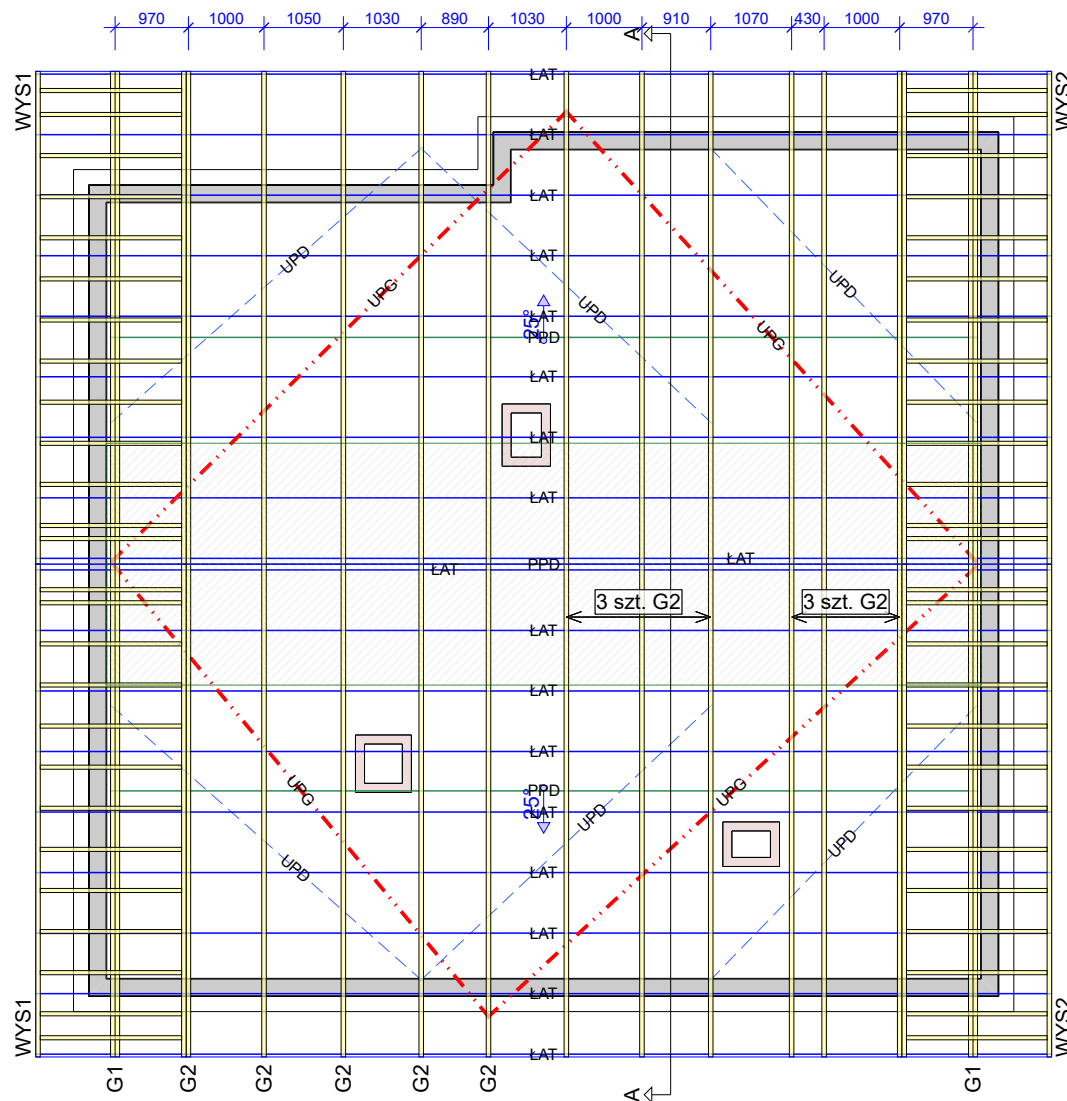 970 1000 1050 1030 890 1030 1000 910 1070 430 1000 970
A
WYS1
WYS2
ŁAT
ŁAT
ŁAT
UPD
ŁAT
UPG
UPD
UPD
ŁAT
25°
PPD
UPG
ŁAT
ŁAT
ŁAT
ŁAT
PPD
ŁAT
3 szt. G2
3 szt. G2
ŁAT
ŁAT
ŁAT
UPG
PPD
UPG
25°
ŁAT
UPD
UPD
UPD
ŁAT
ŁAT
ŁAT
WYS1
WYS2
ŁAT
G1 G2 G2 G2 G2 G2 G1
A